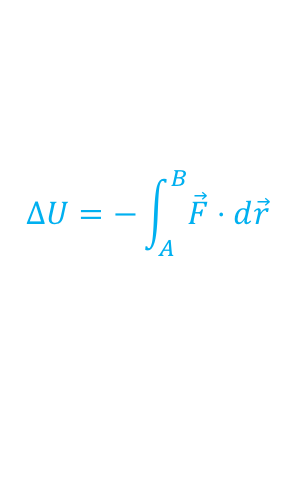 ΔU = −∫_A^B F⃗ · dr⃗